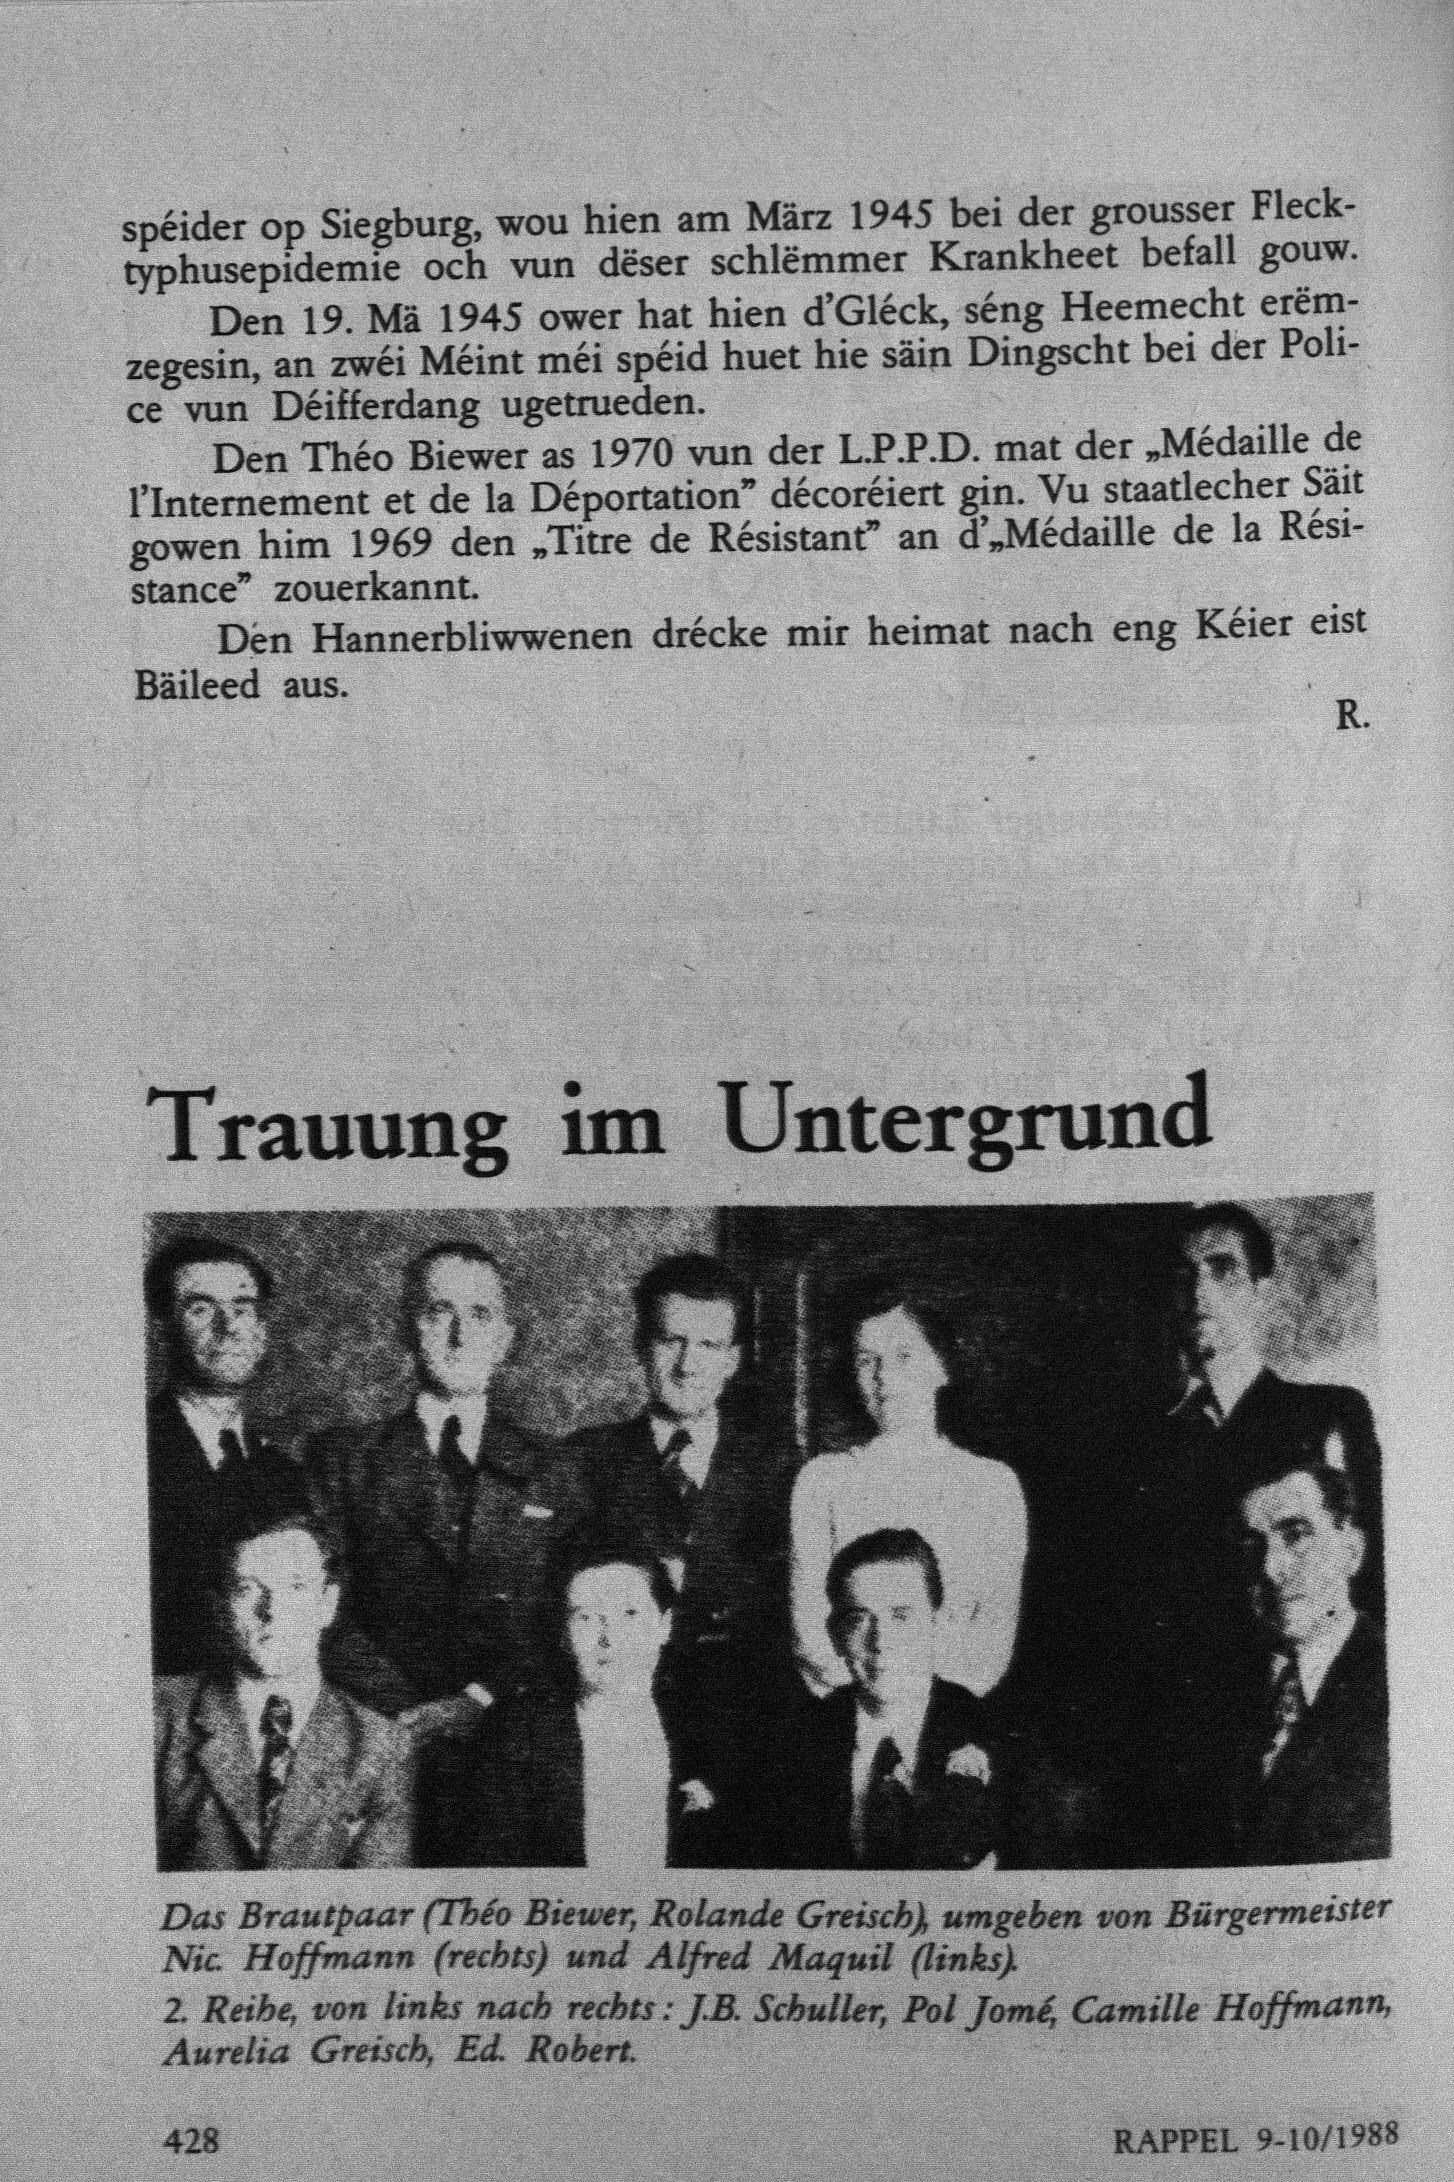 spéider op Siegburg, wou hien am März 1945 bei der grousser Fleck-
typhusepidemie och vun dëser schlëmmer Krankheet befall gouw.
Den 19. Mä 1945 ower hat hien d'Gléck, séng Heemecht erëm-
zegesin, an zwéi Méint méi spéid huet hie säin Dingscht bei der Poli-
ce vun Déifferdang ugetrueden.
Den Théo Biewer as 1970 vun der L.P.P.D. mat der „Médaille de
l'Internement et de la Déportation” décoréiert gin. Vu staatlecher Säit
gowen him 1969 den „Titre de Résistant” an d'„Médaille de la Rési-
stance” zouerkannt.
Den Hannerbliwwenen drécke mir heimat nach eng Kéier eist
Bäileed aus.
R.
Trauung im Untergrund
Das Brautpaar (Théo Biewer, Rolande Greisch), umgeben von Bürgermeister
Nic. Hoffmann (rechts) und Alfred Maquil (links).
2. Reihe, von links nach rechts : J.B. Schuller, Pol Jomé, Camille Hoffmann,
Aurelia Greisch, Ed. Robert.
428
RAPPEL 9-10/1988